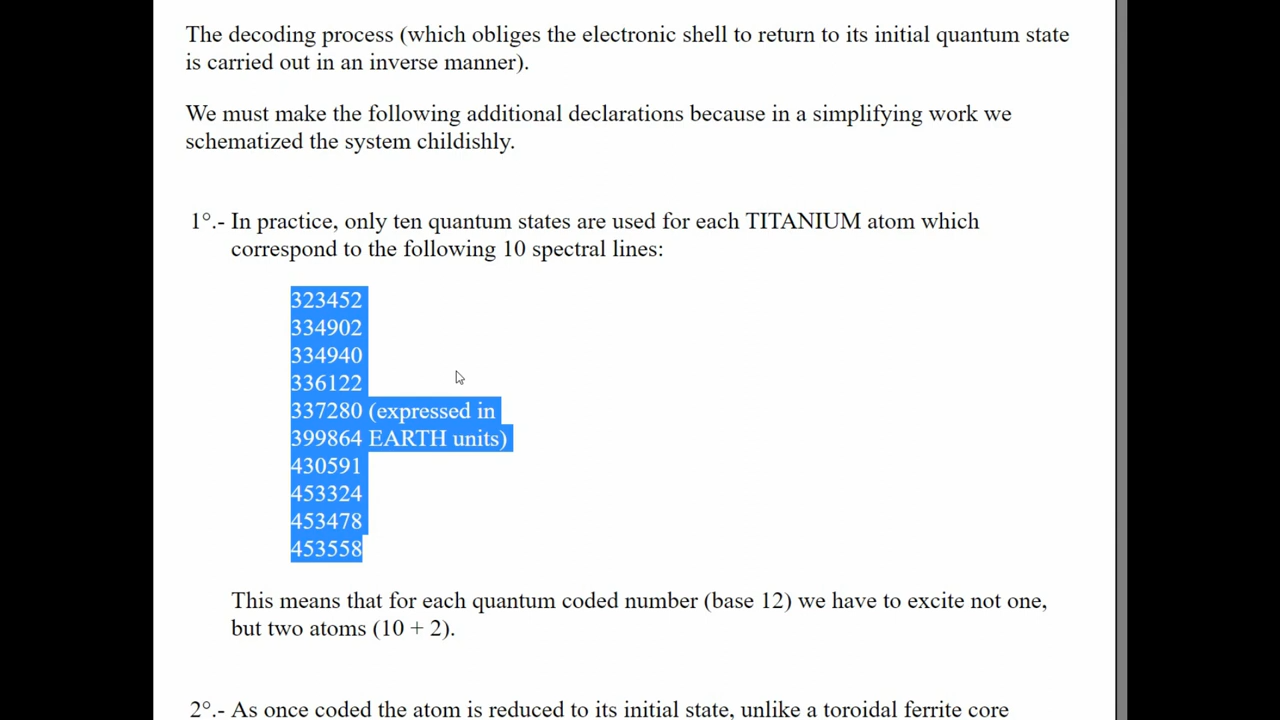 The decoding process (which obliges the electronic shell to return to its initial quantum state
is carried out in an inverse manner).
We must make the following additional declarations because in a simplifying work we
schematized the system childishly.
1°.- In practice, only ten quantum states are used for each TITANIUM atom which
correspond to the following 10 spectral lines:
323452
334902
334940
336122
337280 (expressed in
399864 EARTH units)
430591
453324
453478
453558
This means that for each quantum coded number (base 12) we have to excite not one,
but two atoms (10 + 2).
2°.- As once coded the atom is reduced to its initial state, unlike a toroidal ferrite core